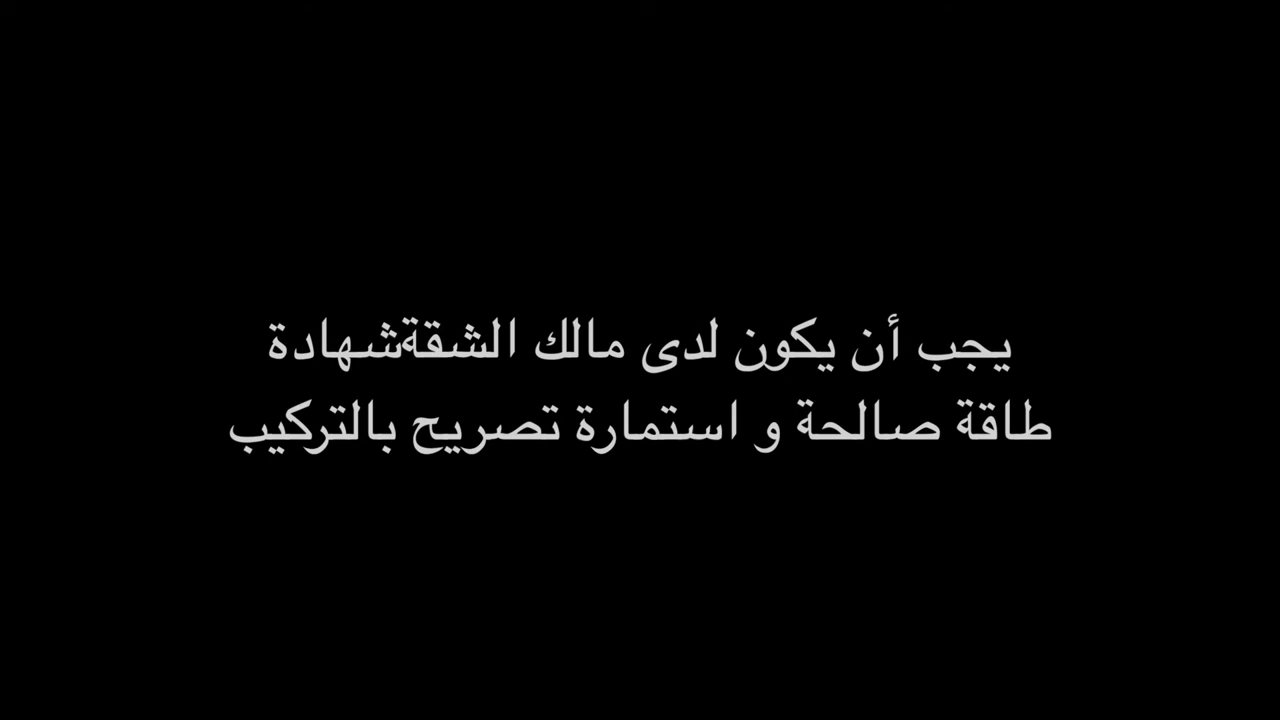 يجب أن يكون لدى مالك الشقةشهادة
طاقة صالحة و استمارة تصريح بالتركيب